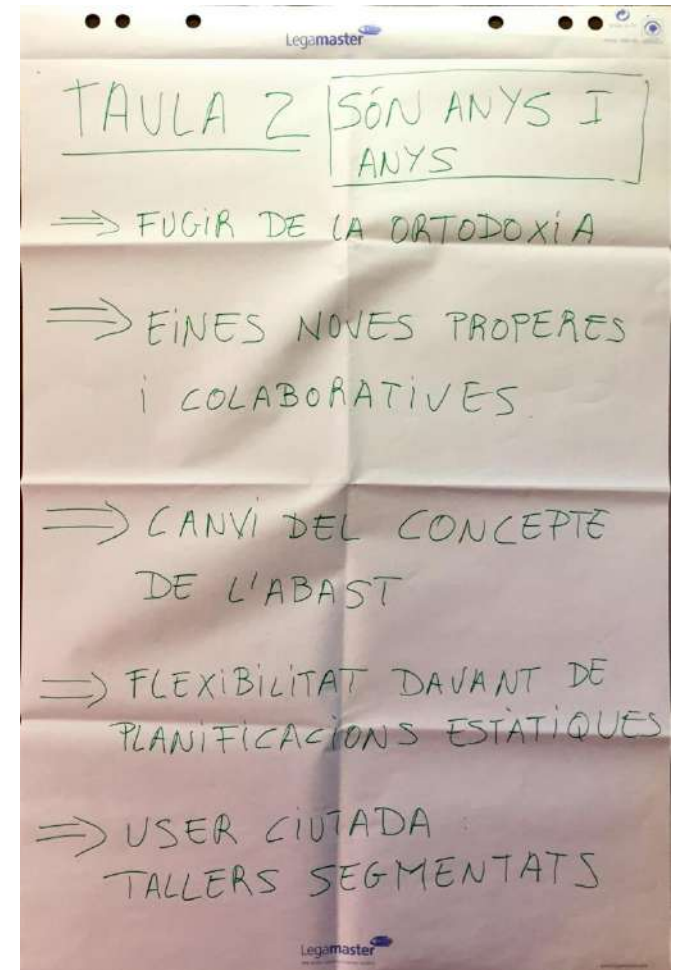 Legamaster
TAULA 2 SÓN ANYS I
ANYS
⇒ FUGIR DE LA ORTODOXIA
⇒ EINES NOVES PROPERES
i COLABORATIVES
⇒ CANVI DEL CONCEPTE
DE L'ABAST
⇒ FLEXIBILITAT DAVANT DE
PLANIFICACIONS ESTÀTIQUES
⇒ USER CIUTADA :
TALLERS SEGMENTATS
Legamaster